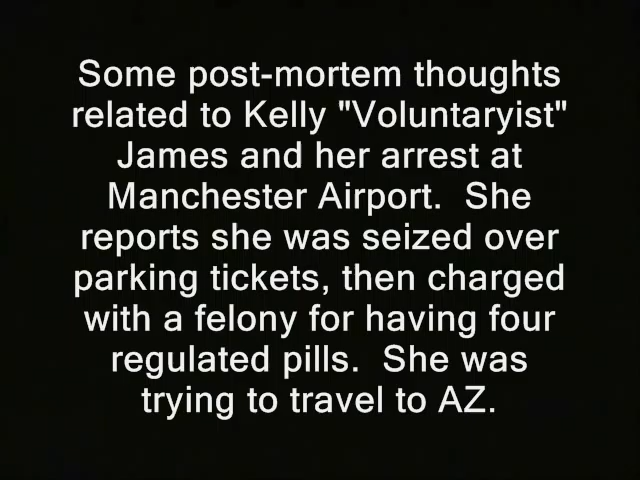 Some post-mortem thoughts
related to Kelly "Voluntaryist"
James and her arrest at
Manchester Airport.  She
reports she was seized over
parking tickets, then charged
with a felony for having four
regulated pills.  She was
trying to travel to AZ.